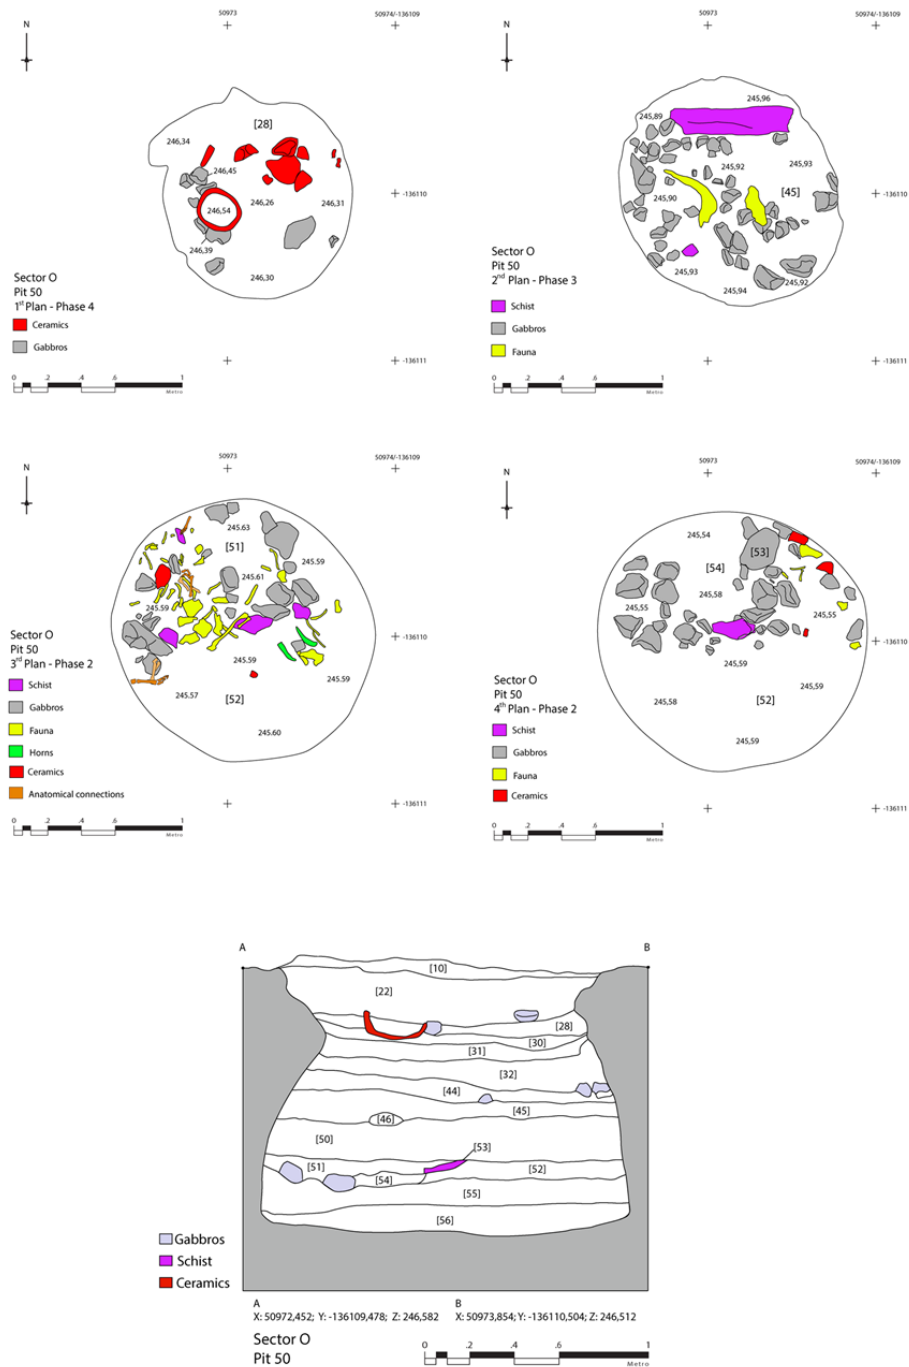 N
50973
50974/-136109
[28]
246,34
246,45
246,54
246,26
246,31
-136110
246,39
246,30
Sector O
Pit 50
1st Plan - Phase 4
Ceramics
Gabbros
-136111
0 .2 .4 .6 1
Metro
N
50973
50974/-136109
245,96
245,89
245,92
245,93
245,90
[45]
-136110
245,93
245,94
245,92
Sector O
Pit 50
2nd Plan - Phase 3
Schist
Gabbros
Fauna
-136111
0 .2 .4 .6 1
Metro
N
50973
50974/-136109
245.63
[51]
245.59
245.61
245.59
-136110
245.59
245.59
245.57
[52]
245.60
Sector O
Pit 50
3rd Plan - Phase 2
Schist
Gabbros
Fauna
Horns
Ceramics
Anatomical connections
-136111
0 .2 .4 .6 1
Metro
N
50973
50974/-136109
245,54
[53]
[54]
245,58
245,55
245,55
-136110
245,59
245,59
245,58
[52]
245,59
Sector O
Pit 50
4th Plan - Phase 2
Schist
Gabbros
Fauna
Ceramics
-136111
0 .2 .4 .6 1
Metro
A
B
[10]
[22]
[28]
[30]
[31]
[32]
[44]
[45]
[46]
[50]
[53]
[51]
[52]
[54]
[55]
[56]
Gabbros
Schist
Ceramics
A
B
X: 50972,452; Y: -136109,478; Z: 246,582
X: 50973,854; Y: -136110,504; Z: 246,512
Sector O
Pit 50
0 .2 .4 .6 1
Metro